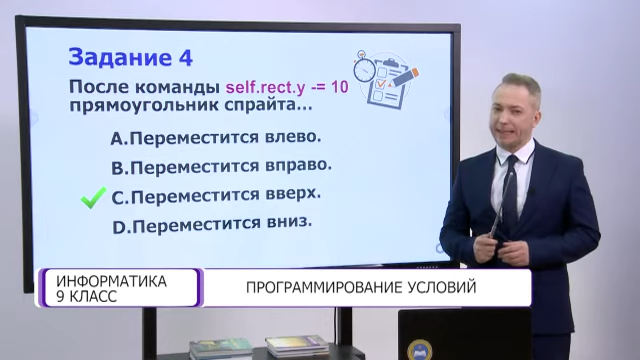 Задание 4
После команды self.rect.y -= 10
прямоугольник спрайта...
A.Переместится влево.
B.Переместится вправо.
C.Переместится вверх.
D.Переместится вниз.
ИНФОРМАТИКА
9 КЛАСС
ПРОГРАММИРОВАНИЕ УСЛОВИЙ